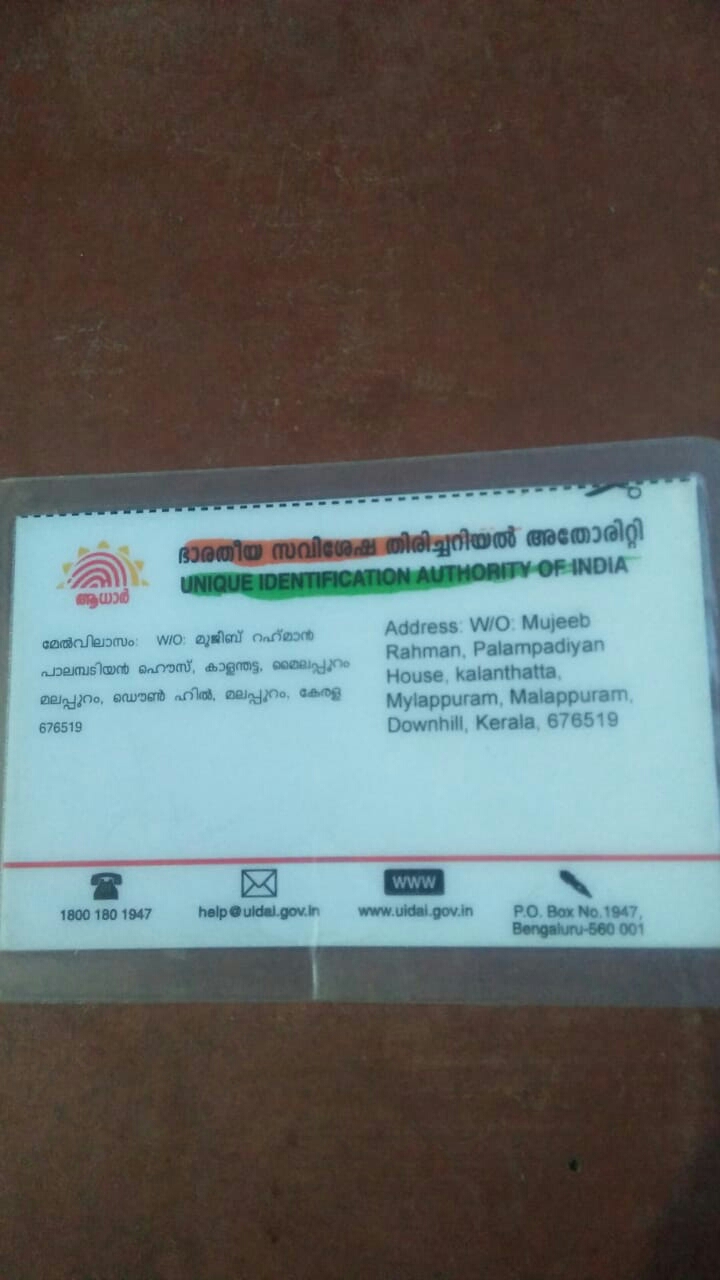 ഭാരതീയ സവിശേഷ തിരിച്ചറിയൽ അതോരിറ്റി
UNIQUE IDENTIFICATION AUTHORITY OF INDIA
ആധാർ
മേൽവിലാസം: W/O: മുജീബ് റഹ്മാൻ
പാലമ്പടിയൻ ഹൌസ്, കാളന്തട്ട, മൈലപ്പുറം
മലപ്പുറം, ഡൌൺ ഹിൽ, മലപ്പുറം, കേരള
676519
Address: W/O: Mujeeb
Rahman, Palampadiyan
House, kalanthatta,
Mylappuram, Malappuram,
Downhill, Kerala, 676519
1800 180 1947
help@uidai.gov.in
www
www.uidai.gov.in
P.O. Box No.1947,
Bengaluru-560 001